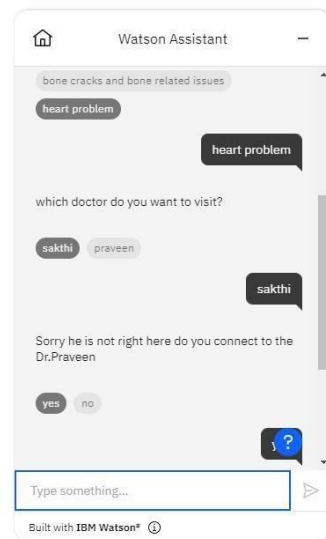 Watson Assistant
bone cracks and bone related issues
heart problem
heart problem
which doctor do you want to visit?
sakthi praveen
sakthi
Sorry he is not right here do you connect to the
Dr.Praveen
yes no
?
Type something...
Built with IBM Watson®